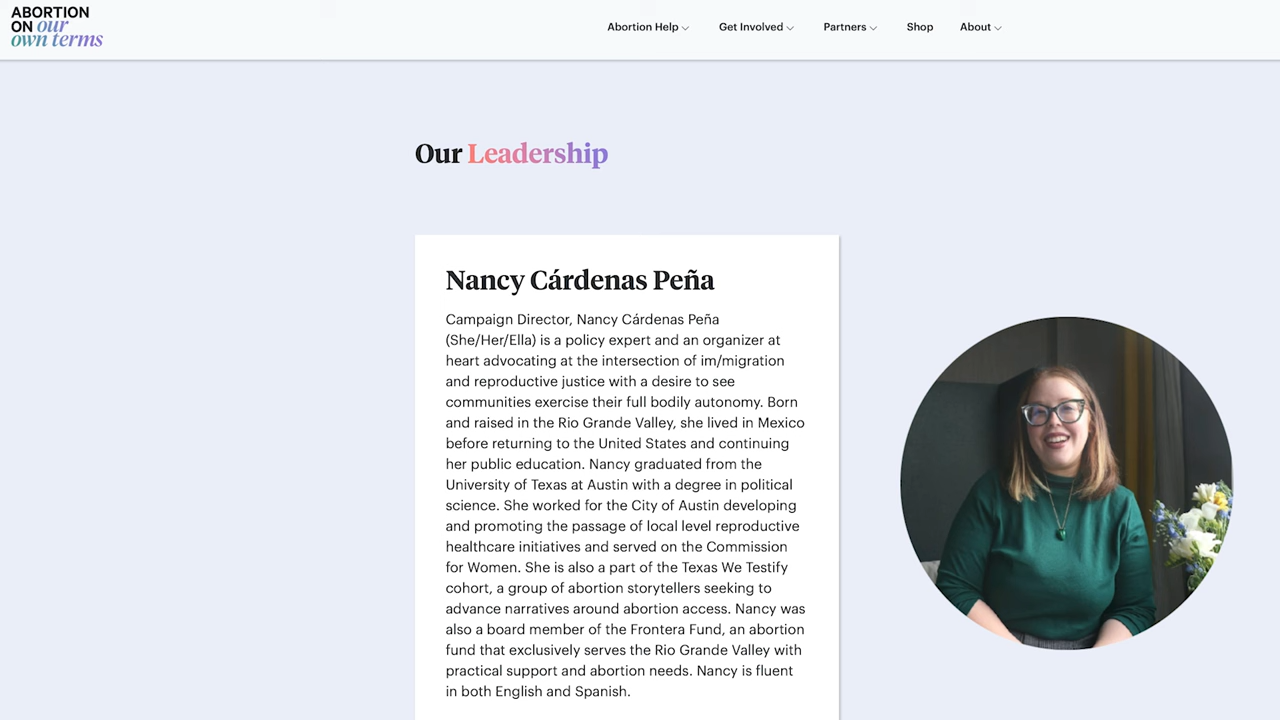 ABORTION
ON our
own terms
Abortion Help
Get Involved
Partners
Shop
About
Our Leadership
Nancy Cárdenas Peña
Campaign Director, Nancy Cárdenas Peña
(She/Her/Ella) is a policy expert and an organizer at
heart advocating at the intersection of im/migration
and reproductive justice with a desire to see
communities exercise their full bodily autonomy. Born
and raised in the Rio Grande Valley, she lived in Mexico
before returning to the United States and continuing
her public education. Nancy graduated from the
University of Texas at Austin with a degree in political
science. She worked for the City of Austin developing
and promoting the passage of local level reproductive
healthcare initiatives and served on the Commission
for Women. She is also a part of the Texas We Testify
cohort, a group of abortion storytellers seeking to
advance narratives around abortion access. Nancy was
also a board member of the Frontera Fund, an abortion
fund that exclusively serves the Rio Grande Valley with
practical support and abortion needs. Nancy is fluent
in both English and Spanish.